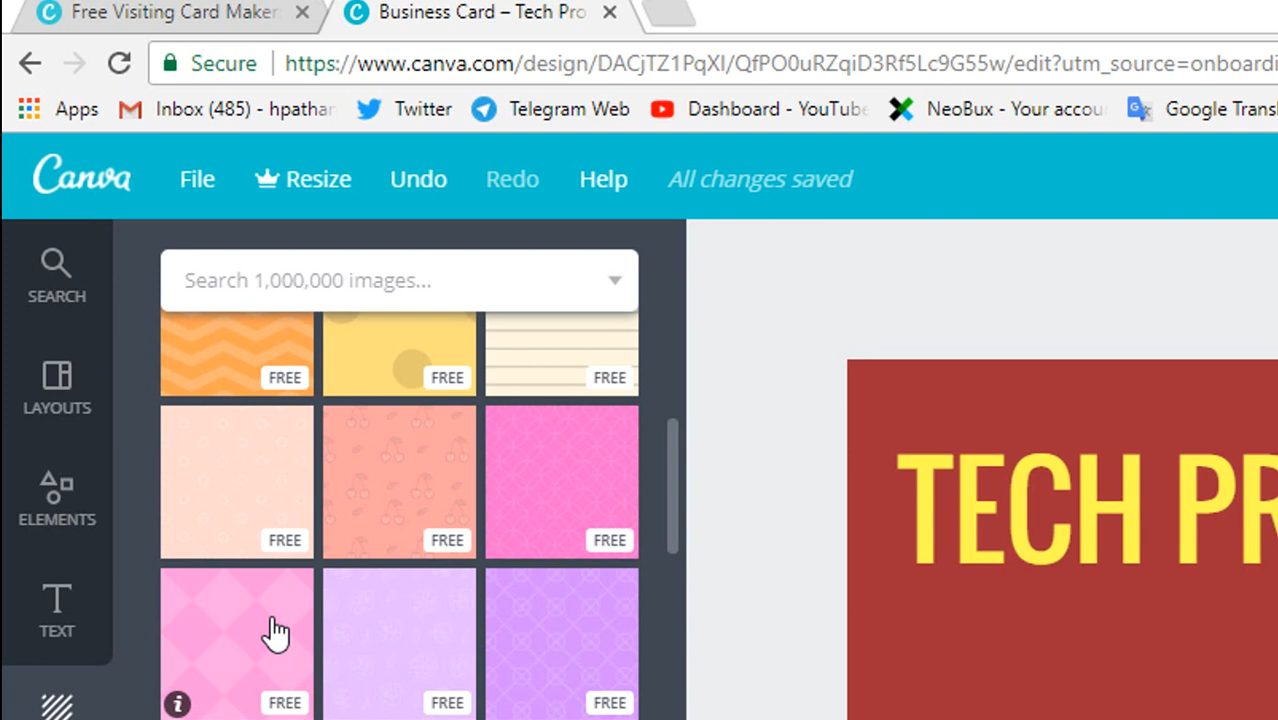 Free Visiting Card Maker
Business Card – Tech Pro
Secure
https://www.canva.com/design/DACjTZ1PqXI/QfPO0uRZqiD3Rf5Lc9G55w/edit?utm_source=onboardi
Apps
Inbox (485) - hpathan
Twitter
Telegram Web
Dashboard - YouTube
NeoBux - Your accou
Google Trans
Canva
File
Resize
Undo
Redo
Help
All changes saved
Search 1,000,000 images...
SEARCH
LAYOUTS
ELEMENTS
TEXT
FREE
FREE
FREE
FREE
FREE
FREE
FREE
FREE
FREE
TECH PR